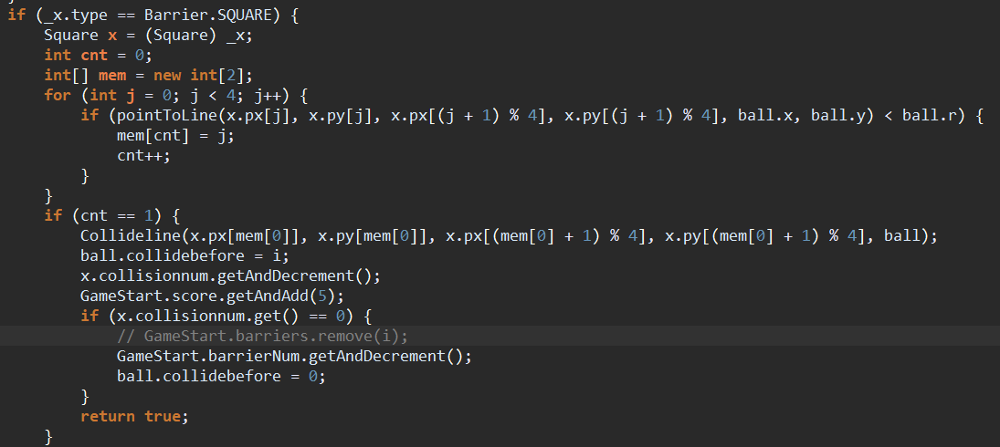 if (_x.type == Barrier.SQUARE) {
    Square x = (Square) _x;
    int cnt = 0;
    int[] mem = new int[2];
    for (int j = 0; j < 4; j++) {
        if (pointToLine(x.px[j], x.py[j], x.px[(j + 1) % 4], x.py[(j + 1) % 4], ball.x, ball.y) < ball.r) {
            mem[cnt] = j;
            cnt++;
        }
    }
    if (cnt == 1) {
        Collideline(x.px[mem[0]], x.py[mem[0]], x.px[(mem[0] + 1) % 4], x.py[(mem[0] + 1) % 4], ball);
        ball.collidebefore = i;
        x.collisionnum.getAndDecrement();
        GameStart.score.getAndAdd(5);
        if (x.collisionnum.get() == 0) {
            // GameStart.barriers.remove(i);
            GameStart.barrierNum.getAndDecrement();
            ball.collidebefore = 0;
        }
        return true;
    }